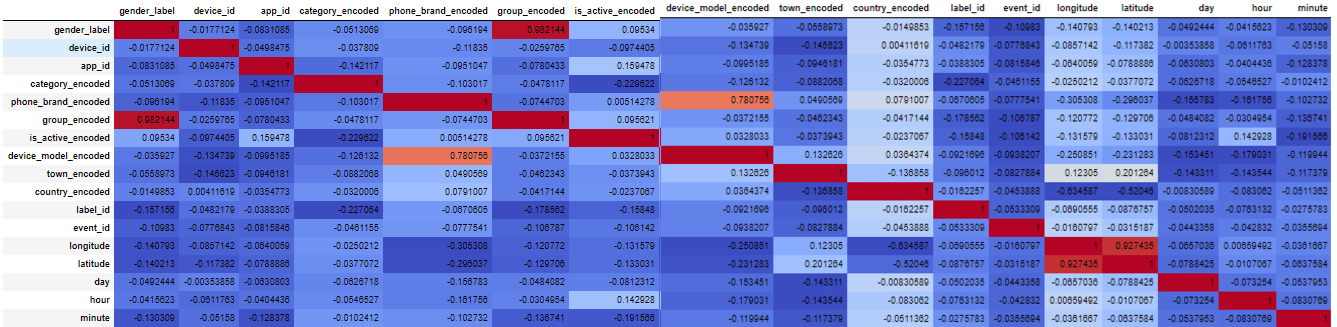 gender_label device_id app_id category_encoded phone_brand_encoded group_encoded is_active_encoded device_model_encoded town_encoded country_encoded label_id event_id longitude latitude day hour minute
gender_label 1 -0.0177124 -0.0831085 -0.0513069 -0.096194 0.982144 0.09534 -0.035927 -0.0558973 -0.0149853 -0.157156 -0.10983 -0.140793 -0.140213 -0.0492444 -0.0415623 -0.130309
device_id -0.0177124 1 -0.0498475 -0.037809 -0.11835 -0.0259765 -0.0974405 -0.134739 -0.145623 0.00411619 -0.0482179 -0.0776843 -0.0857142 -0.117382 -0.00353858 -0.0611763 -0.05158
app_id -0.0831085 -0.0498475 1 -0.142117 -0.0951047 -0.0780433 0.159478 -0.0995185 -0.0946181 -0.0354773 -0.0388305 -0.0815846 -0.0640059 -0.0788886 -0.0630803 -0.0404436 -0.128378
category_encoded -0.0513069 -0.037809 -0.142117 1 -0.103017 -0.0478117 -0.229622 -0.126132 -0.0882068 -0.0320006 -0.227064 -0.0461155 -0.0250212 -0.0377072 -0.0626718 -0.0546527 -0.0102412
phone_brand_encoded -0.096194 -0.11835 -0.0951047 -0.103017 1 -0.0744703 0.00514278 0.780756 0.0490569 0.0791007 -0.0670605 -0.0777541 -0.305308 -0.296037 -0.156783 -0.161756 -0.102732
group_encoded 0.982144 -0.0259765 -0.0780433 -0.0478117 -0.0744703 1 0.095621 -0.0372155 -0.0462343 -0.0417144 -0.178562 -0.106787 -0.120772 -0.129706 -0.0484082 -0.0304954 -0.136741
is_active_encoded 0.09534 -0.0974405 0.159478 -0.229622 0.00514278 0.095621 1 0.0328033 -0.0373943 -0.0237067 -0.15848 -0.106142 -0.131579 -0.133031 -0.0812312 0.142928 -0.191566
device_model_encoded -0.035927 -0.134739 -0.0995185 -0.126132 0.780756 -0.0372155 0.0328033 1 0.132626 0.0364374 -0.0921696 -0.0938207 -0.250851 -0.231283 -0.153451 -0.179031 -0.119944
town_encoded -0.0558973 -0.145623 -0.0946181 -0.0882068 0.0490569 -0.0462343 -0.0373943 0.132626 1 -0.136858 -0.096012 -0.0827884 0.12305 0.201264 -0.143311 -0.143544 -0.117379
country_encoded -0.0149853 0.00411619 -0.0354773 -0.0320006 0.0791007 -0.0417144 -0.0237067 0.0364374 -0.136858 1 -0.0162257 -0.0453888 -0.634587 -0.52046 -0.00830589 -0.083062 -0.0511362
label_id -0.157156 -0.0482179 -0.0388305 -0.227064 -0.0670605 -0.178562 -0.15848 -0.0921696 -0.096012 -0.0162257 1 -0.0533309 -0.0690555 -0.0876757 -0.0502035 -0.0763132 -0.0275783
event_id -0.10983 -0.0776843 -0.0815846 -0.0461155 -0.0777541 -0.106787 -0.106142 -0.0938207 -0.0827884 -0.0453888 -0.0533309 1 -0.0160797 -0.0315187 -0.0443358 -0.042832 -0.0355694
longitude -0.140793 -0.0857142 -0.0640059 -0.0250212 -0.305308 -0.120772 -0.131579 -0.250851 0.12305 -0.634587 -0.0690555 -0.0160797 1 0.927435 -0.0657036 0.00659492 -0.0361667
latitude -0.140213 -0.117382 -0.0788886 -0.0377072 -0.296037 -0.129706 -0.133031 -0.231283 0.201264 -0.52046 -0.0876757 -0.0315187 0.927435 1 -0.0788425 -0.0107067 -0.0637584
day -0.0492444 -0.00353858 -0.0630803 -0.0626718 -0.156783 -0.0484082 -0.0812312 -0.153451 -0.143311 -0.00830589 -0.0502035 -0.0443358 -0.0657036 -0.0788425 1 -0.073254 -0.0537953
hour -0.0415623 -0.0611763 -0.0404436 -0.0546527 -0.161756 -0.0304954 0.142928 -0.179031 -0.143544 -0.083062 -0.0763132 -0.042832 0.00659492 -0.0107067 -0.073254 1 -0.0830769
minute -0.130309 -0.05158 -0.128378 -0.0102412 -0.102732 -0.136741 -0.191566 -0.119944 -0.117379 -0.0511362 -0.0275783 -0.0355694 -0.0361667 -0.0637584 -0.0537953 -0.0830769 1